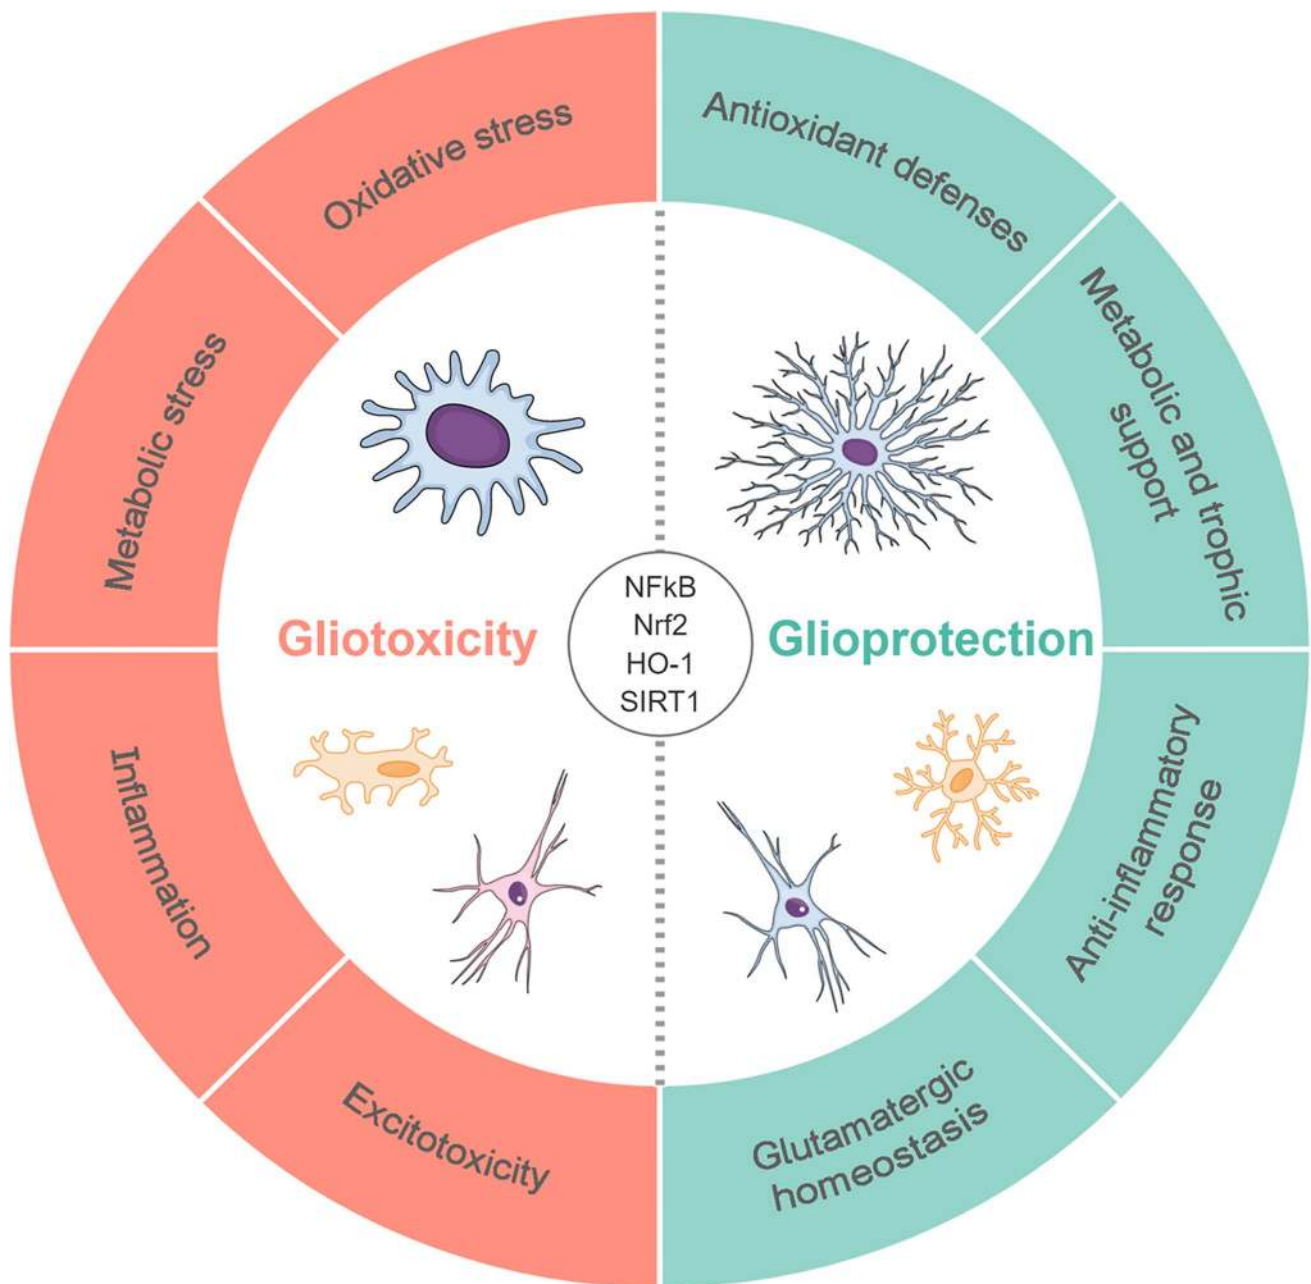 Oxidative stress
Antioxidant defenses
Metabolic stress
Metabolic and trophic
support
NFkB
Nrf2
HO-1
SIRT1
Gliotoxicity
Glioprotection
Inflammation
Anti-inflammatory
response
Excitotoxicity
Glutamatergic
homeostasis